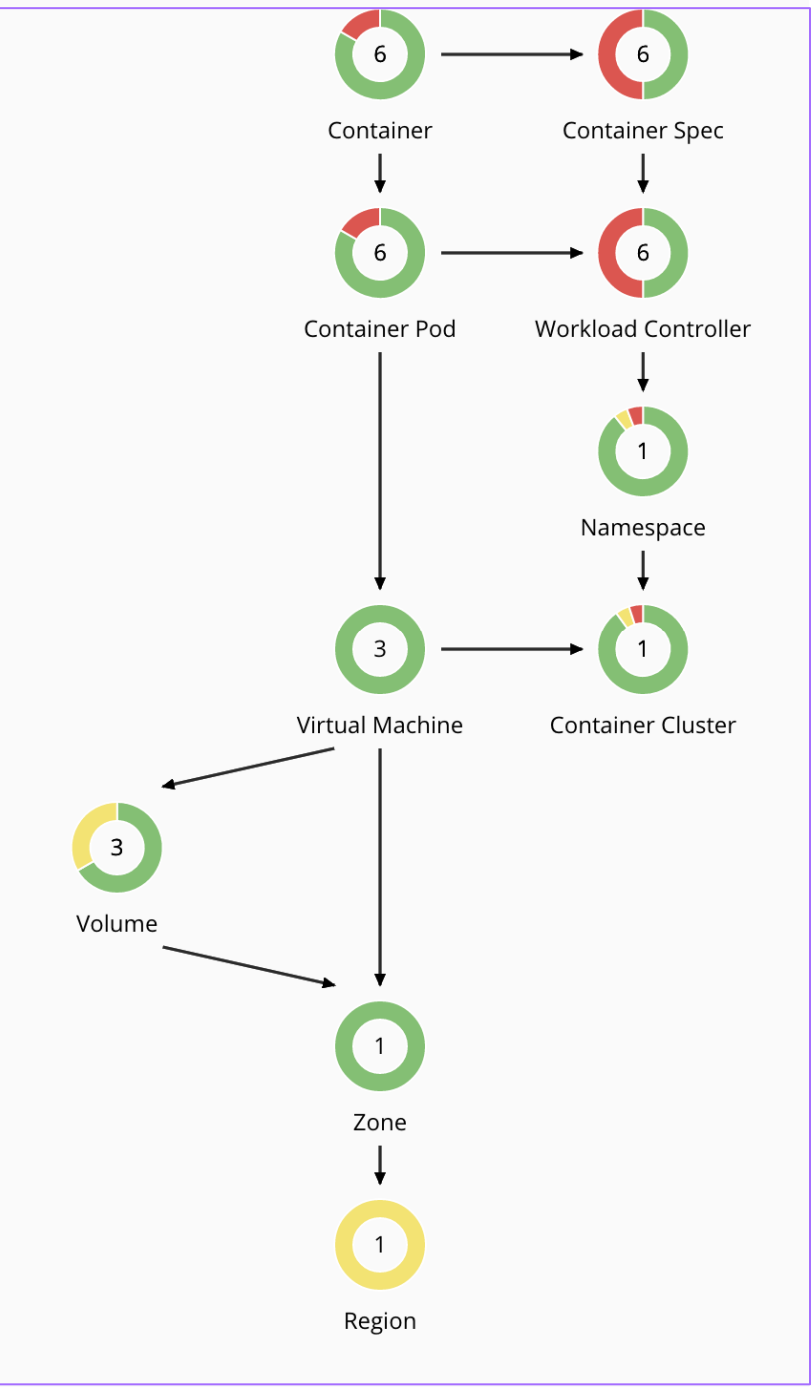 6
6
Container
Container Spec
6
6
Container Pod
Workload Controller
1
Namespace
3
1
Virtual Machine
Container Cluster
3
Volume
1
Zone
1
Region